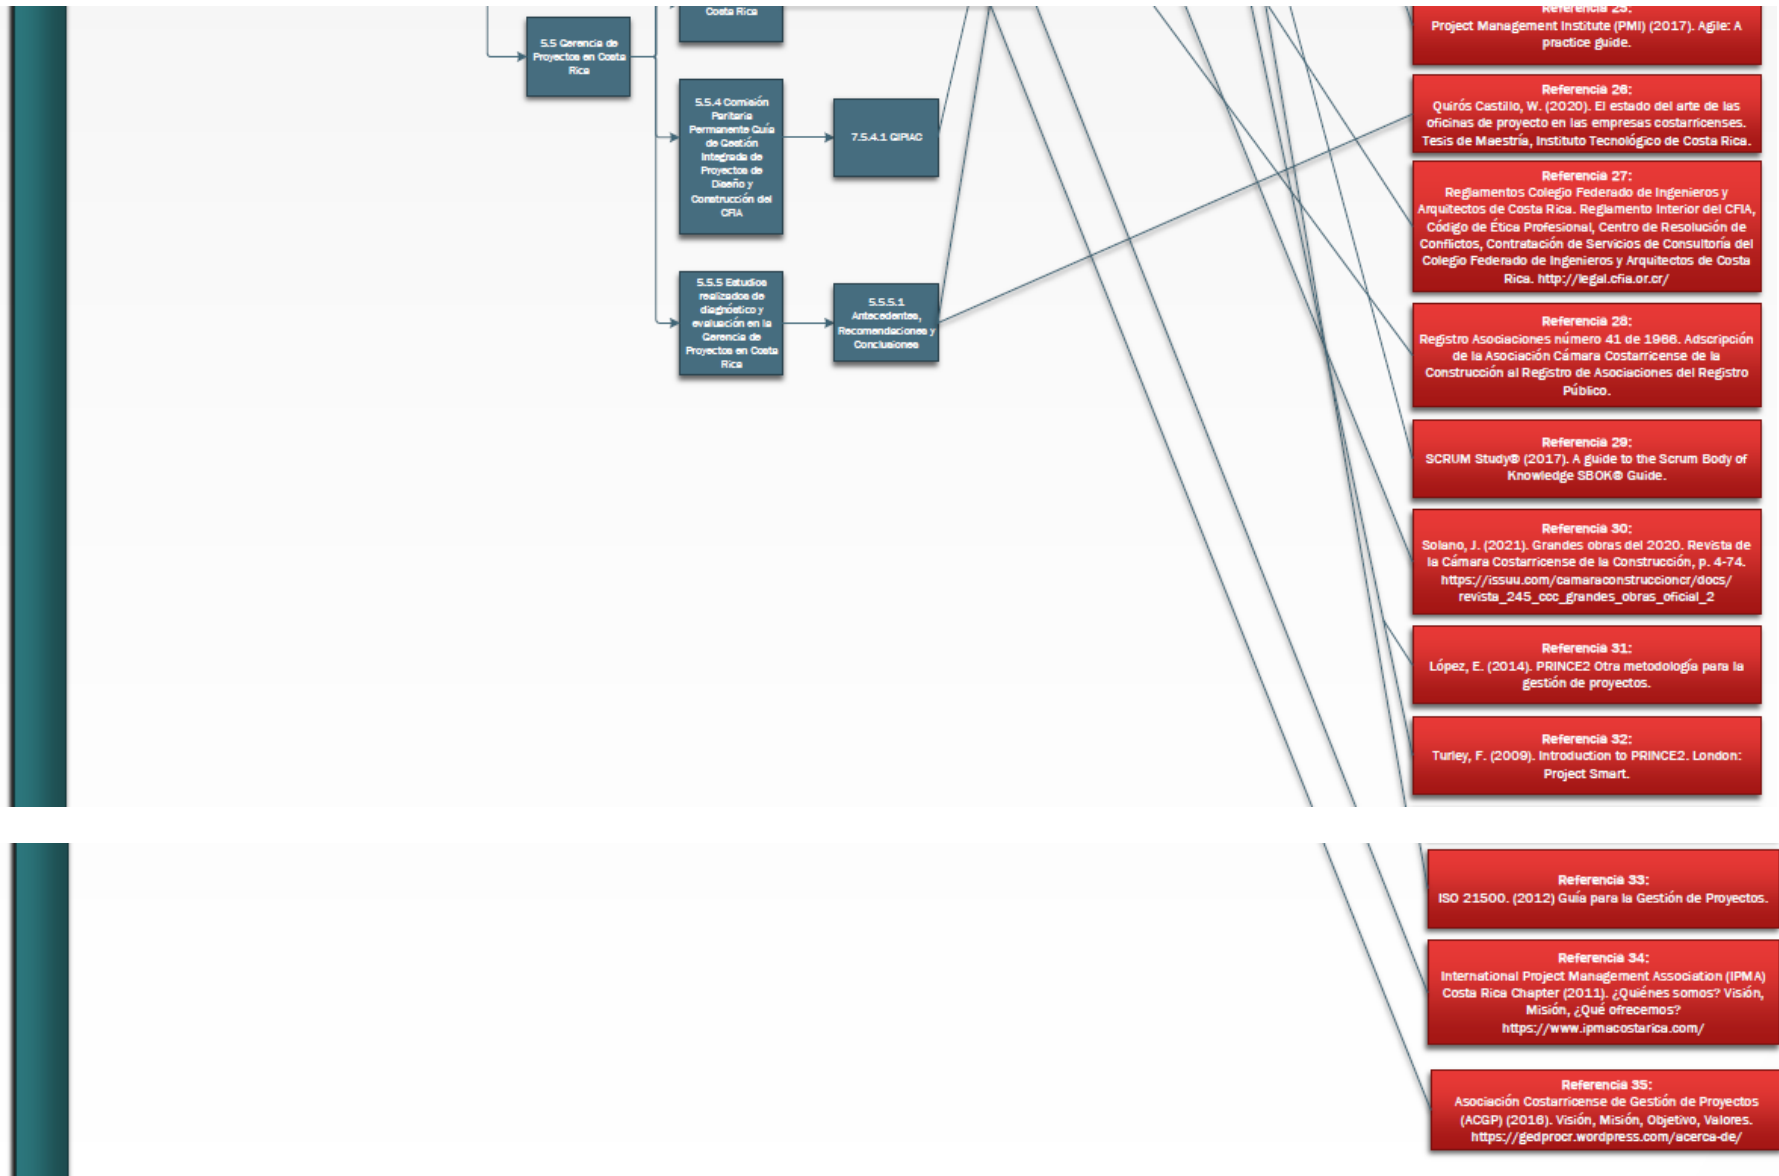 Costa Rica
5.5 Gerencia de
Proyectos en Costa
Rica
5.5.4 Comisión
Paritaria
Permanente Guía
de Gestión
Integrada de
Proyectos de
Diseño y
Construcción del
CFIA
7.5.4.1 GIPIAC
5.5.5 Estudios
realizados de
diagnóstico y
evaluación en la
Gerencia de
Proyectos en Costa
Rica
5.5.5.1
Antecedentes,
Recomendaciones y
Conclusiones
Referencia 25:
Project Management Institute (PMI) (2017). Agile: A
practice guide.
Referencia 26:
Quirós Castillo, W. (2020). El estado del arte de las
oficinas de proyecto en las empresas costarricenses.
Tesis de Maestría, Instituto Tecnológico de Costa Rica.
Referencia 27:
Reglamentos Colegio Federado de Ingenieros y
Arquitectos de Costa Rica. Reglamento Interior del CFIA,
Código de Ética Profesional, Centro de Resolución de
Conflictos, Contratación de Servicios de Consultoría del
Colegio Federado de Ingenieros y Arquitectos de Costa
Rica. http://legal.cfia.or.cr/
Referencia 28:
Registro Asociaciones número 41 de 1966. Adscripción
de la Asociación Cámara Costarricense de la
Construcción al Registro de Asociaciones del Registro
Público.
Referencia 29:
SCRUM Study® (2017). A guide to the Scrum Body of
Knowledge SBOK® Guide.
Referencia 30:
Solano, J. (2021). Grandes obras del 2020. Revista de
la Cámara Costarricense de la Construcción, p. 4-74.
https://issuu.com/camaraconstruccioncr/docs/
revista_245_ccc_grandes_obras_oficial_2
Referencia 31:
López, E. (2014). PRINCE2 Otra metodología para la
gestión de proyectos.
Referencia 32:
Turley, F. (2009). Introduction to PRINCE2. London:
Project Smart.
Referencia 33:
ISO 21500. (2012) Guía para la Gestión de Proyectos.
Referencia 34:
International Project Management Association (IPMA)
Costa Rica Chapter (2011). ¿Quiénes somos? Visión,
Misión, ¿Qué ofrecemos?
https://www.ipmacostarica.com/
Referencia 35:
Asociación Costarricense de Gestión de Proyectos
(ACGP) (2016). Visión, Misión, Objetivo, Valores.
https://gedprocr.wordpress.com/acerca-de/